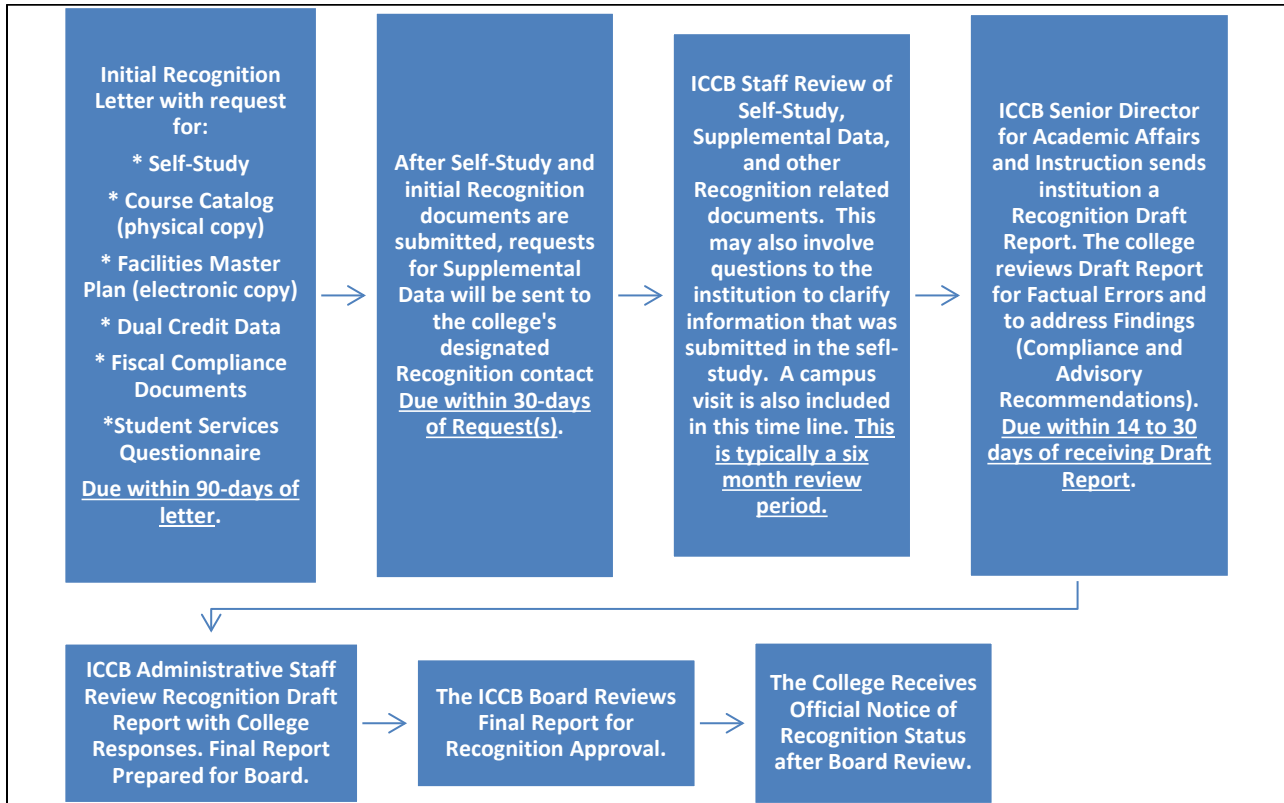 Initial Recognition
Letter with request
for:
* Self-Study
* Course Catalog
(physical copy)
* Facilities Master
Plan (electronic copy)
* Dual Credit Data
* Fiscal Compliance
Documents
*Student Services
Questionnaire
Due within 90-days of
letter.
After Self-Study and
initial Recognition
documents are
submitted, requests
for Supplemental
Data will be sent to
the college's
designated
Recognition contact
Due within 30-days
of Request(s).
ICCB Staff Review of
Self-Study,
Supplemental Data,
and other
Recognition related
documents. This
may also involve
questions to the
institution to clarify
information that was
submitted in the sefl-
study. A campus
visit is also included
in this time line. This
is typically a six
month review
period.
ICCB Senior Director
for Academic Affairs
and Instruction sends
institution a
Recognition Draft
Report. The college
reviews Draft Report
for Factual Errors and
to address Findings
(Compliance and
Advisory
Recommendations).
Due within 14 to 30
days of receiving Draft
Report.
ICCB Administrative Staff
Review Recognition Draft
Report with College
Responses. Final Report
Prepared for Board.
The ICCB Board Reviews
Final Report for
Recognition Approval.
The College Receives
Official Notice of
Recognition Status
after Board Review.